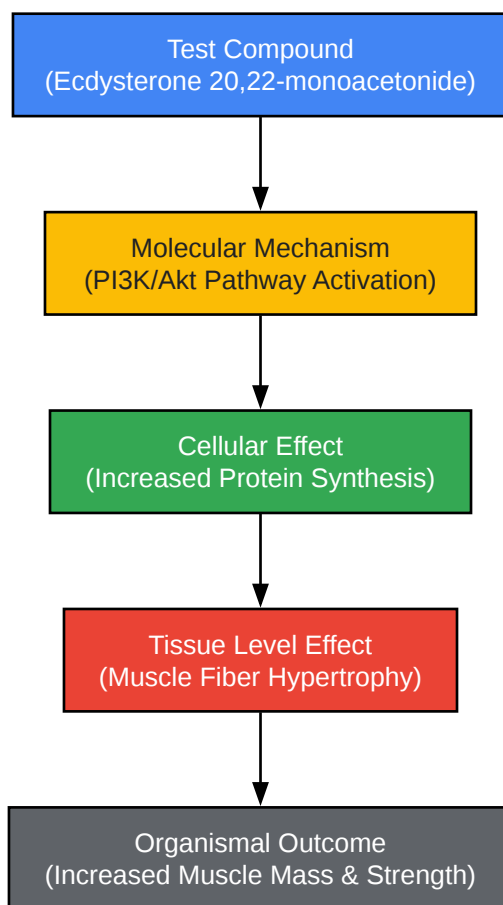 Test Compound
(Ecdysterone 20,22-monoacetonide)
Molecular Mechanism
(PI3K/Akt Pathway Activation)
Cellular Effect
(Increased Protein Synthesis)
Tissue Level Effect
(Muscle Fiber Hypertrophy)
Organismal Outcome
(Increased Muscle Mass & Strength)